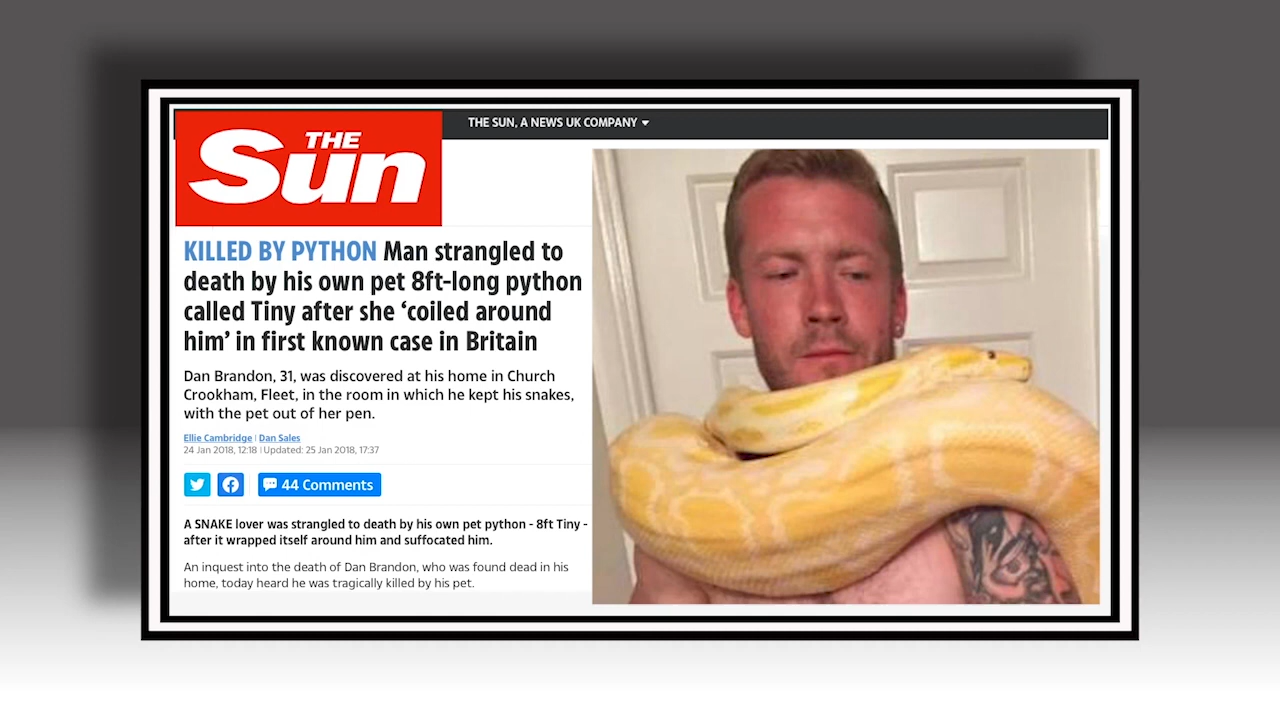 THE
Sun
THE SUN, A NEWS UK COMPANY
KILLED BY PYTHON Man strangled to
death by his own pet 8ft-long python
called Tiny after she ‘coiled around
him’ in first known case in Britain
Dan Brandon, 31, was discovered at his home in Church
Crookham, Fleet, in the room in which he kept his snakes,
with the pet out of her pen.
Ellie Cambridge | Dan Sales
24 Jan 2018, 12:18 | Updated: 25 Jan 2018, 17:37
44 Comments
A SNAKE lover was strangled to death by his own pet python - 8ft Tiny -
after it wrapped itself around him and suffocated him.
An inquest into the death of Dan Brandon, who was found dead in his
home, today heard he was tragically killed by his pet.